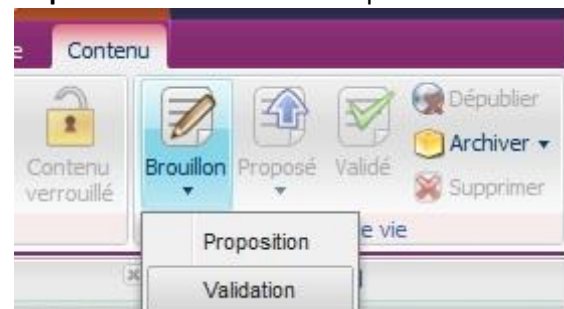 e Contenu
Contenu
verrouillé
Brouillon
Proposé
Validé
Dépublier
Archiver
Supprimer
e vie
Proposition
Validation